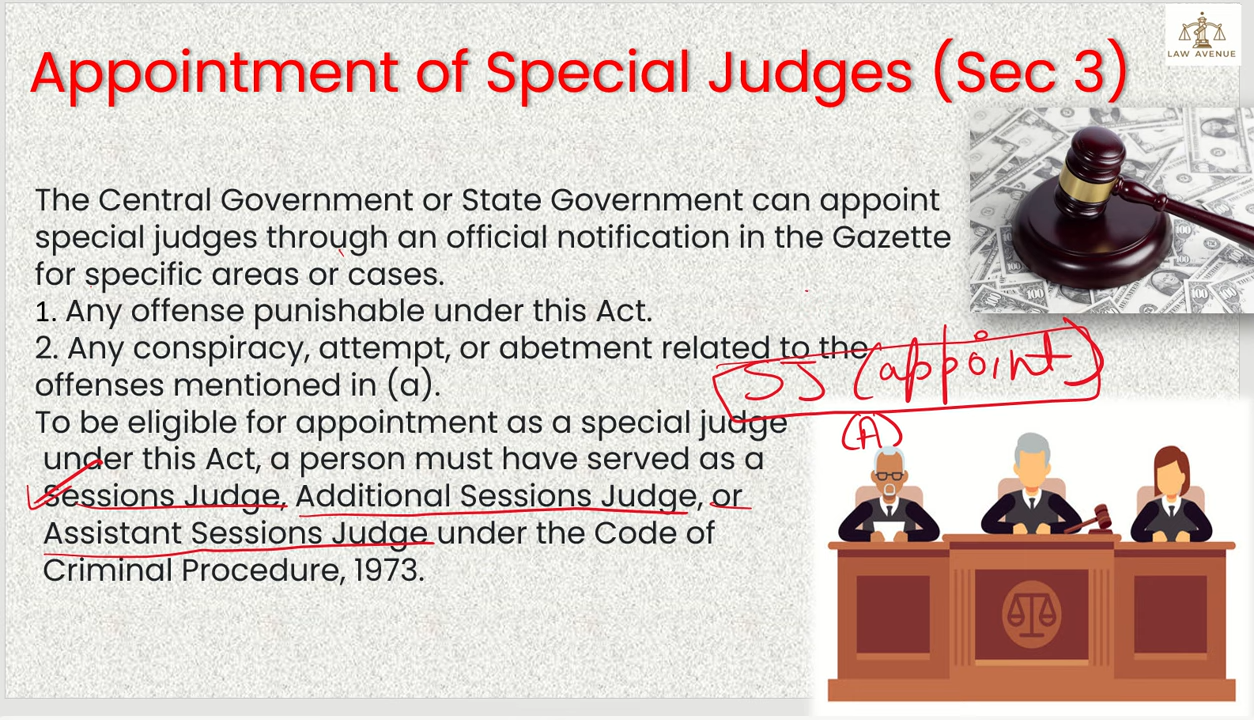 Appointment of Special Judges (Sec 3)
LAW AVENUE
The Central Government or State Government can appoint
special judges through an official notification in the Gazette
for specific areas or cases.
1. Any offense punishable under this Act.
2. Any conspiracy, attempt, or abetment related to the
offenses mentioned in (a).
SJ (appoint)
(A)
To be eligible for appointment as a special judge
under this Act, a person must have served as a
Sessions Judge, Additional Sessions Judge, or
Assistant Sessions Judge under the Code of
Criminal Procedure, 1973.